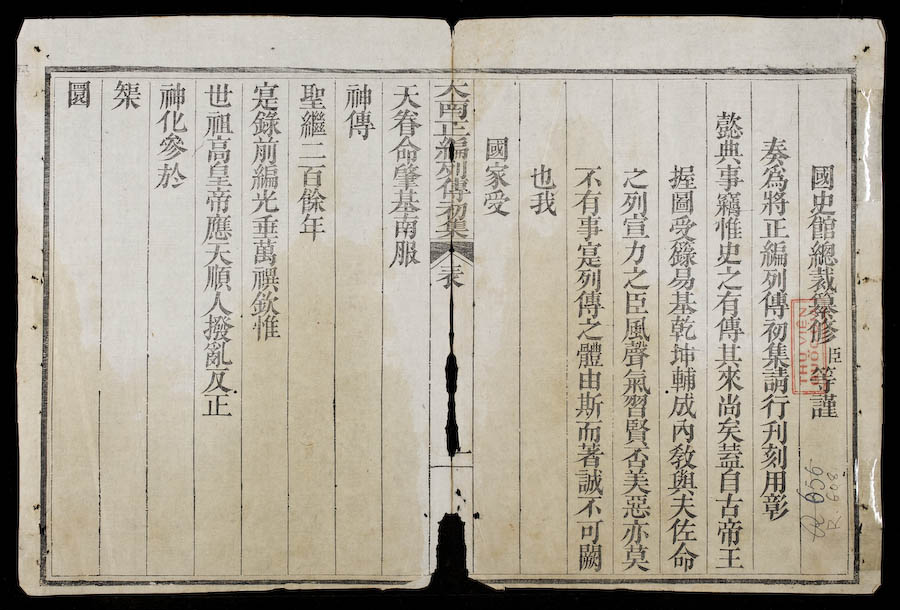 國史館總裁纂修臣等謹
奏爲將正編列傳初集請行刊刻用彰
懿典事竊惟史之有傳其來尚矣蓋自古帝王
握圖受籙易基乾坤輔成內敎與夫佐命
之列宣力之臣風聲氣習賢否美惡亦莫
不有事寔列傳之體由斯而著誠不可闕
也我
國家受
大南正編列傳初集 表 一
天眷命肇基南服
神傳
聖繼二百餘年
寔錄前編光垂萬禩欽惟
世祖高皇帝應天順人撥亂反正
神化參於
榘
圜
THU VIEN
R 656
R. 608